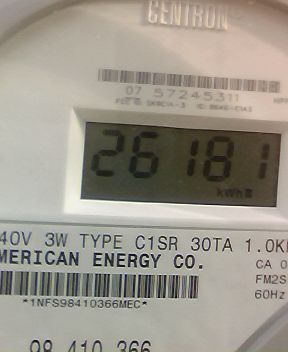 CENTRON
07 57245311
26181
kWh
40V 3W TYPE C1SR 30TA 1.0K
MERICAN ENERGY CO.
CA 0
FM2S
60Hz
*1NFS98410366MEC*
98 410 366